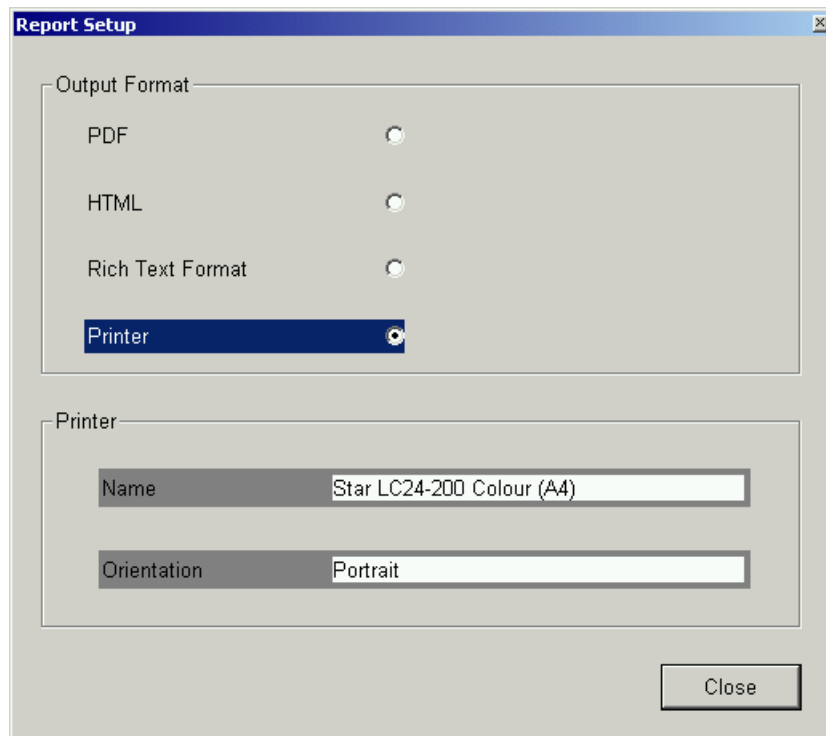 Report Setup
Output Format
PDF
HTML
Rich Text Format
Printer
Printer
Name Star LC24-200 Colour (A4)
Orientation Portrait
Close